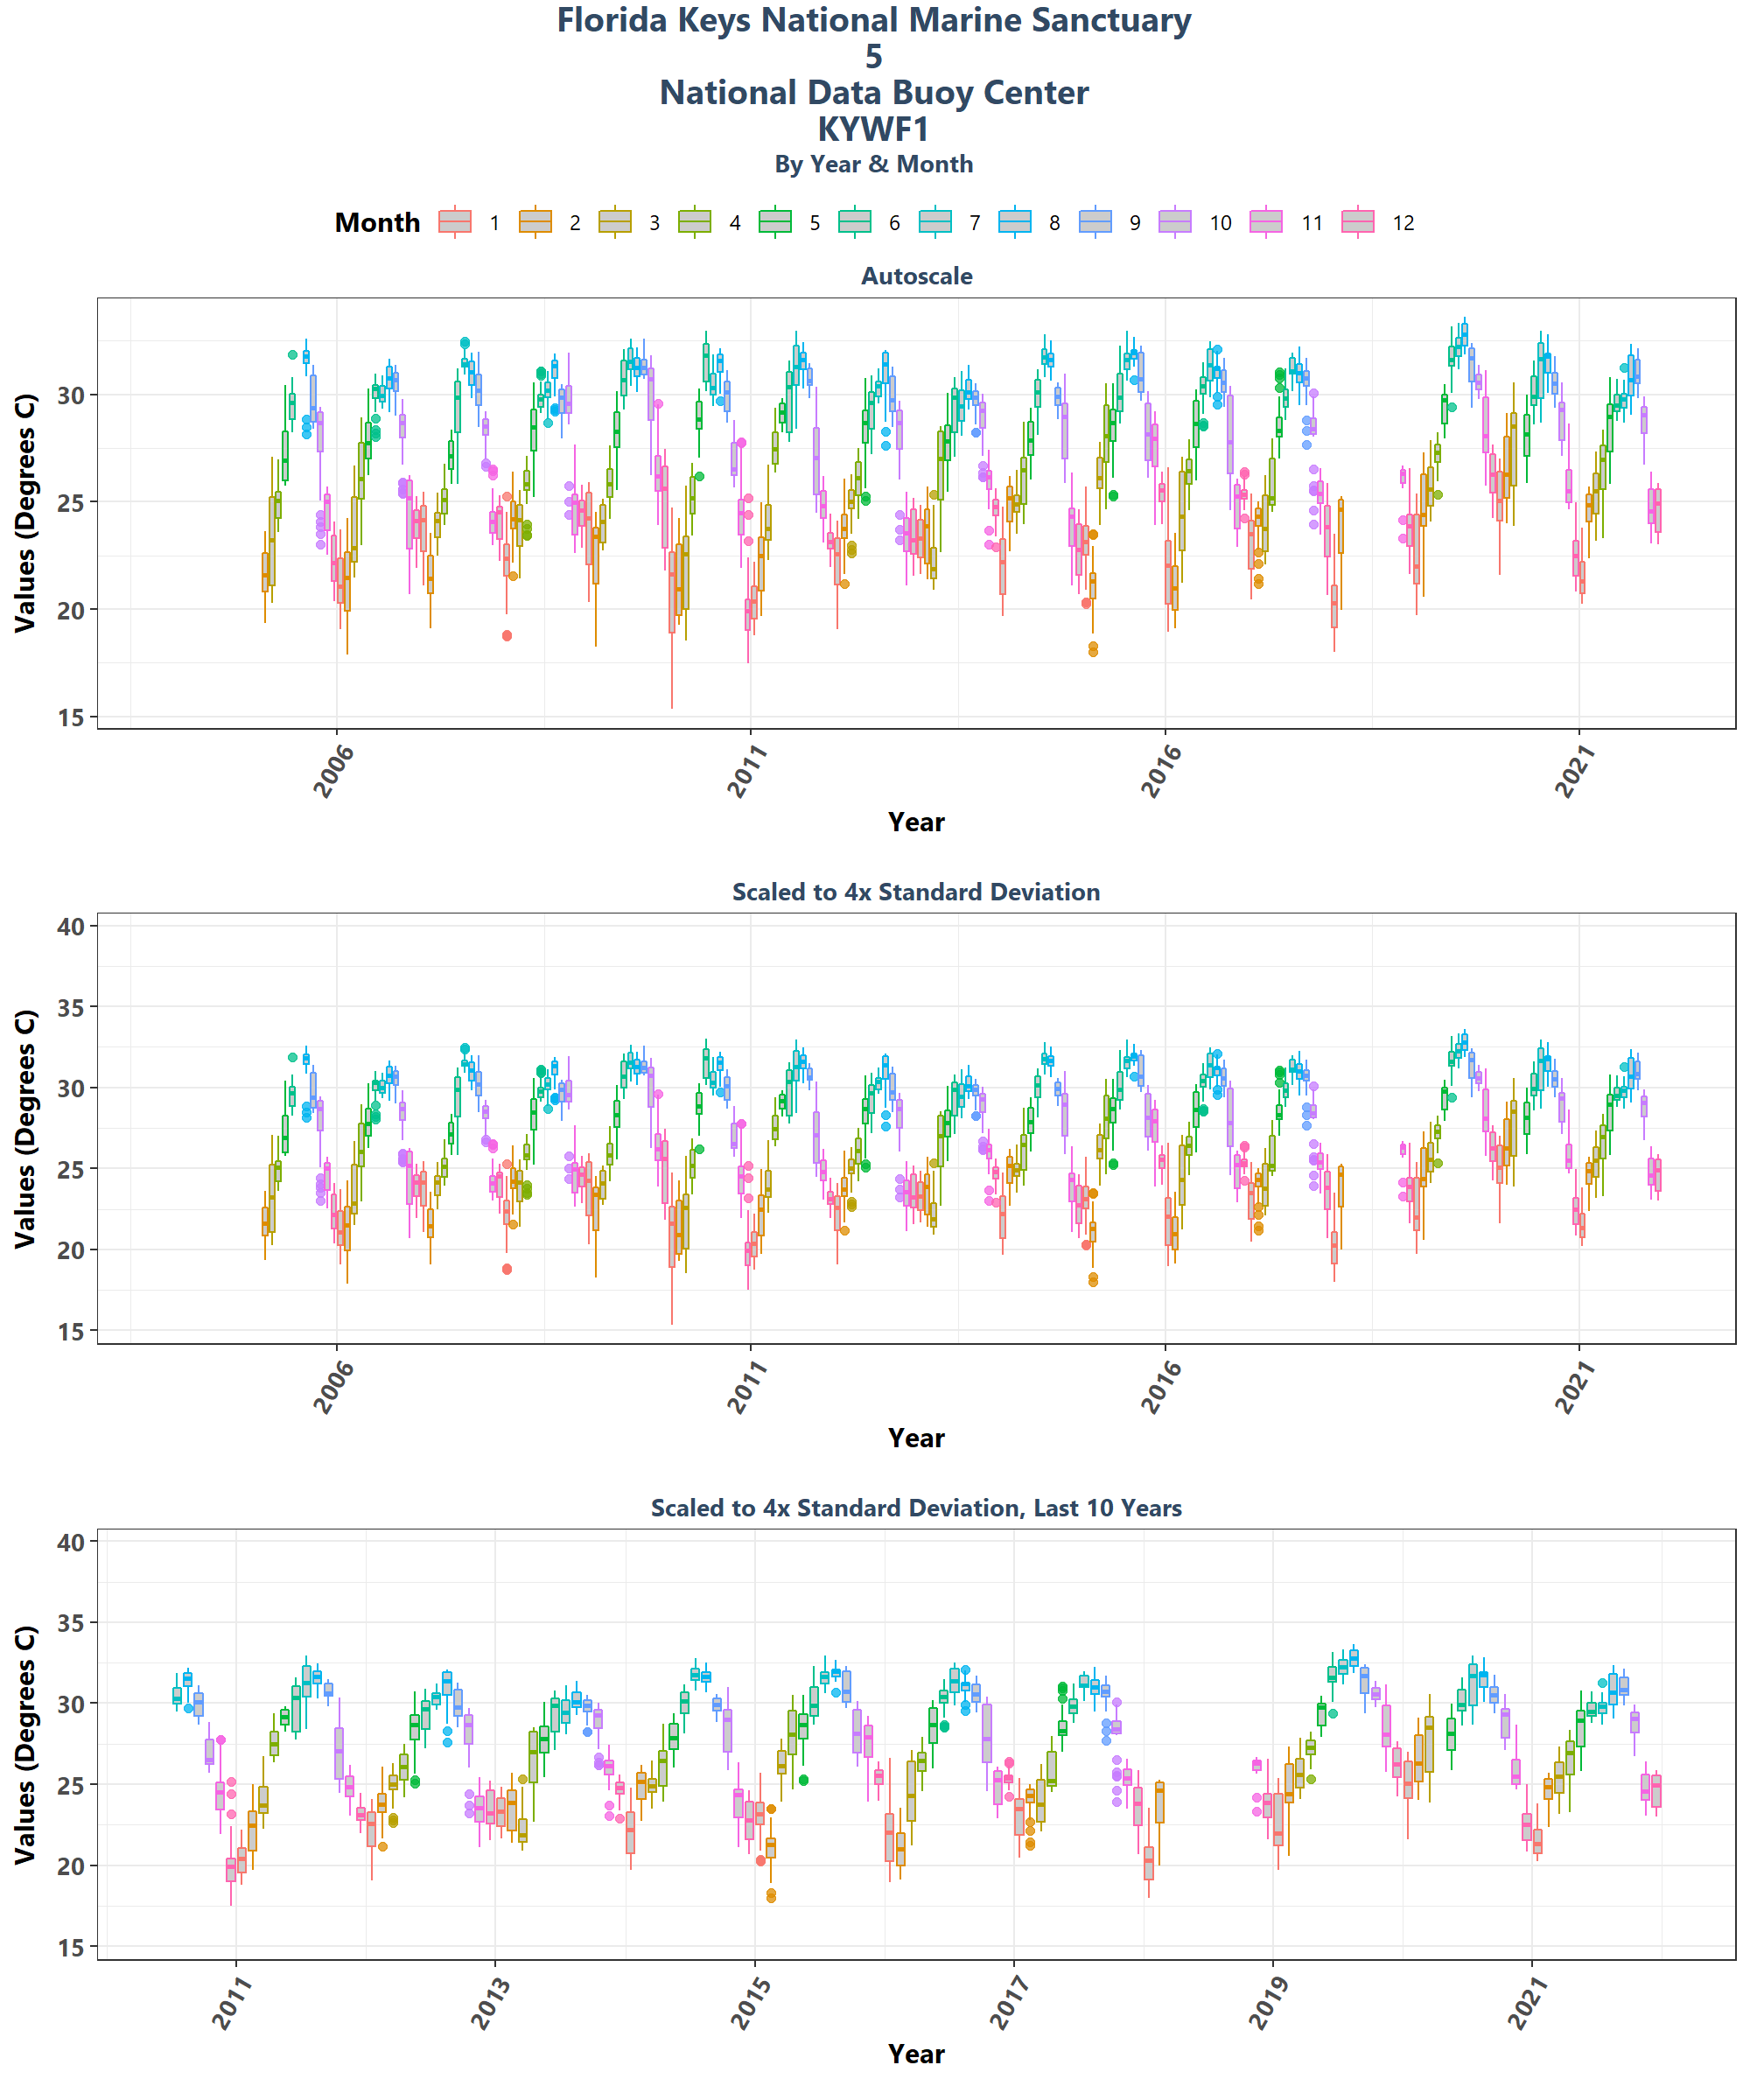 Florida Keys National Marine Sanctuary
5
National Data Buoy Center
KYWF1
By Year & Month
Month 1 2 3 4 5 6 7 8 9 10 11 12
Autoscale
Values (Degrees C)
30
25
20
15
2006 2011 2016 2021
Year
Scaled to 4x Standard Deviation
Values (Degrees C)
40
35
30
25
20
15
2006 2011 2016 2021
Year
Scaled to 4x Standard Deviation, Last 10 Years
Values (Degrees C)
40
35
30
25
20
15
2011 2013 2015 2017 2019 2021
Year